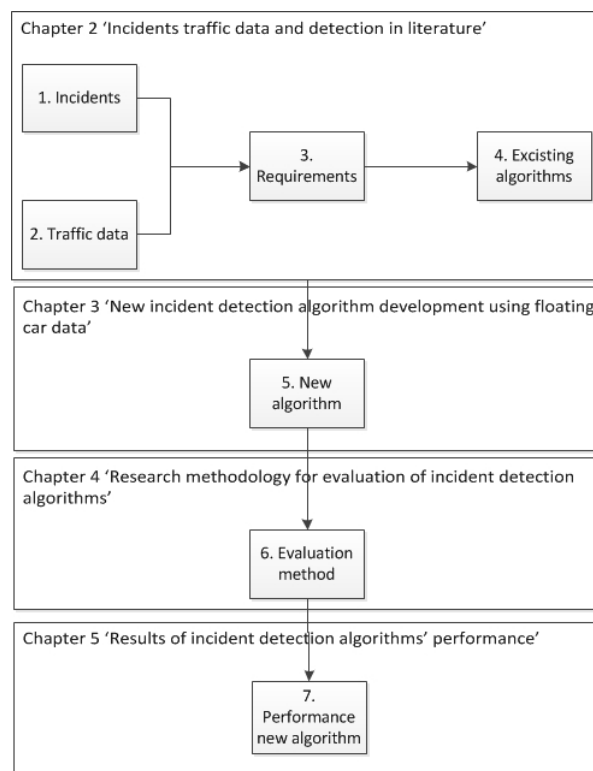 Chapter 2 ‘Incidents traffic data and detection in literature’
1. Incidents
3.
Requirements
4. Excisting
algorithms
2. Traffic data
Chapter 3 ‘New incident detection algorithm development using floating
car data’
5. New
algorithm
Chapter 4 ‘Research methodology for evaluation of incident detection
algorithms’
6. Evaluation
method
Chapter 5 ‘Results of incident detection algorithms’ performance’
7.
Performance
new algorithm